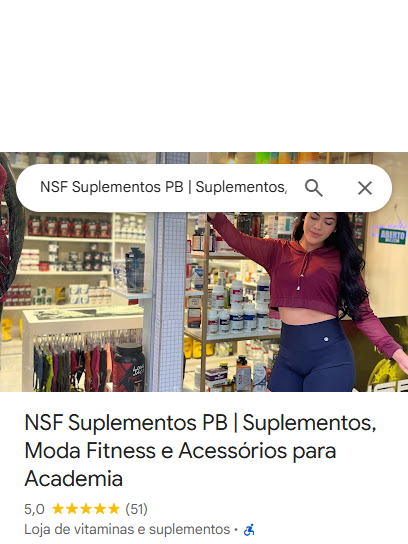 NSF Suplementos PB | Suplementos,
ABERTO
NSF Suplementos PB | Suplementos,
Moda Fitness e Acessórios para
Academia
5,0 (51)
Loja de vitaminas e suplementos ·